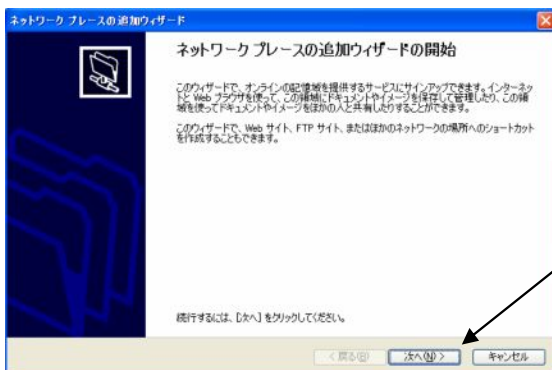 ネットワーク プレースの追加ウィザード
ネットワーク プレースの追加ウィザードの開始
このウィザードで、オンラインの記憶域を提供するサービスにサインアップできます。インターネッ
トと Web ブラウザを使って、この領域にドキュメントやイメージを保存して管理したり、この領
域を使ってドキュメントやイメージをほかの人と共有したりすることができます。
このウィザードで、Web サイト、FTP サイト、またはほかのネットワークの場所へのショートカット
を作成することもできます。
続行するには、[次へ] をクリックしてください。
< 戻る(B)
次へ(N) >
キャンセル